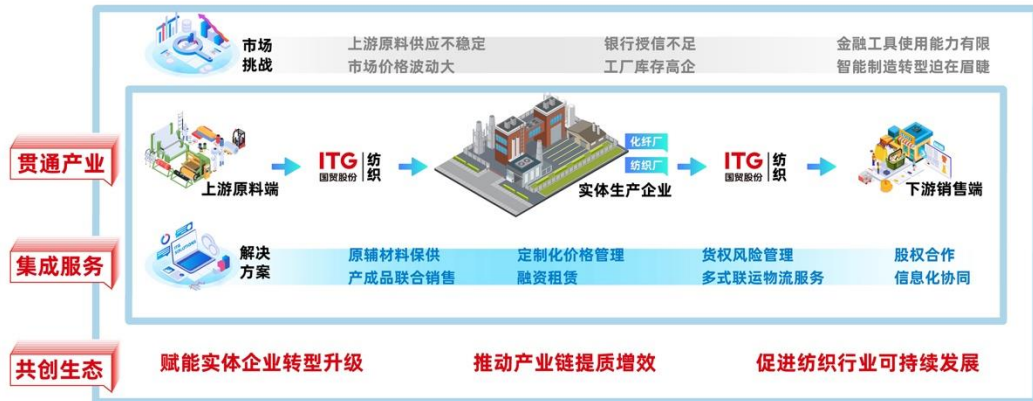 市场
挑战
上游原料供应不稳定
银行授信不足
金融工具使用能力有限
市场价格波动大
工厂库存高企
智能制造转型迫在眉睫
贯通产业
上游原料端
ITG
国贸股份
纺织
化纤厂
纺织厂
实体生产企业
ITG
国贸股份
纺织
下游销售端
集成服务
解决
方案
原辅材料保供
定制化价格管理
货权风险管理
股权合作
产成品联合销售
融资租赁
多式联运物流服务
信息化协同
共创生态
赋能实体企业转型升级
推动产业链提质增效
促进纺织行业可持续发展